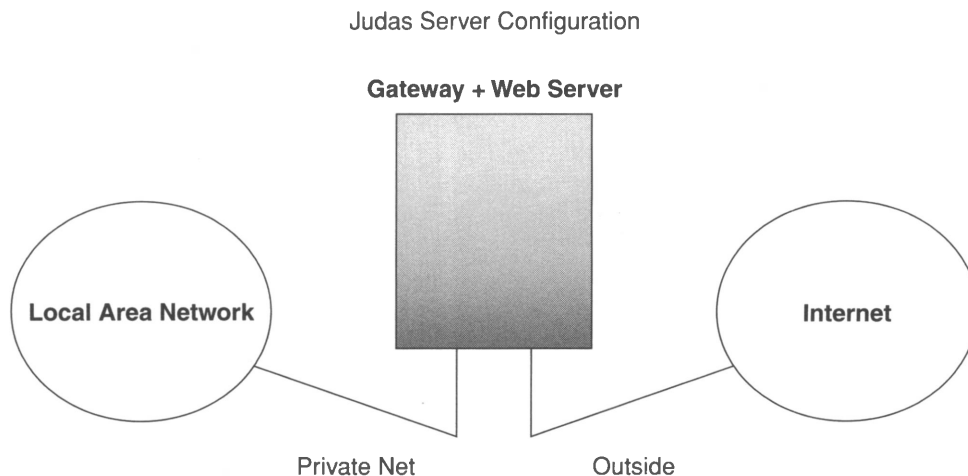 Judas Server Configuration
Gateway + Web Server
Local Area Network
Internet
Private Net
Outside